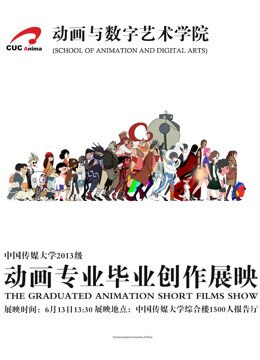 CUC Anima
动画与数字艺术学院
(SCHOOL OF ANIMATION AND DIGITAL ARTS)
中国传媒大学2013级
动画专业毕业创作展映
THE GRADUATED ANIMATION SHORT FILMS SHOW
展映时间：6月13日13:30 展映地点：中国传媒大学综合楼1500人报告厅
Communication University of China